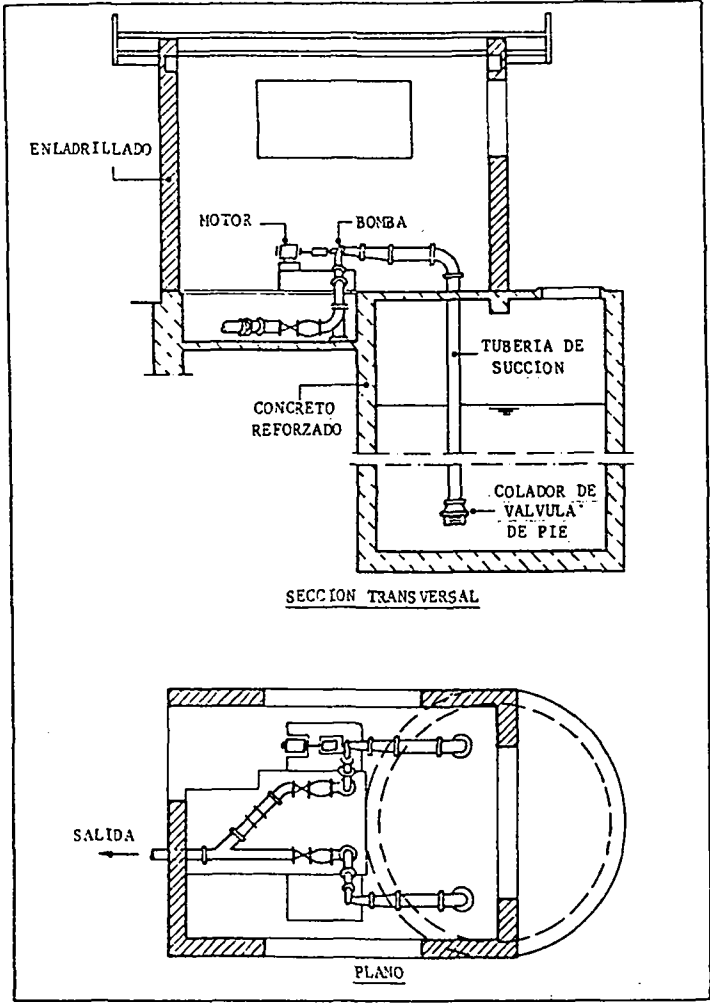 ENLADRILLADO
MOTOR
BOMBA
TUBERIA DE
SUCCION
CONCRETO
REFORZADO
COLADOR DE
VALVULA
DE PIE
SECCION TRANSVERSAL
SALIDA
PLANO